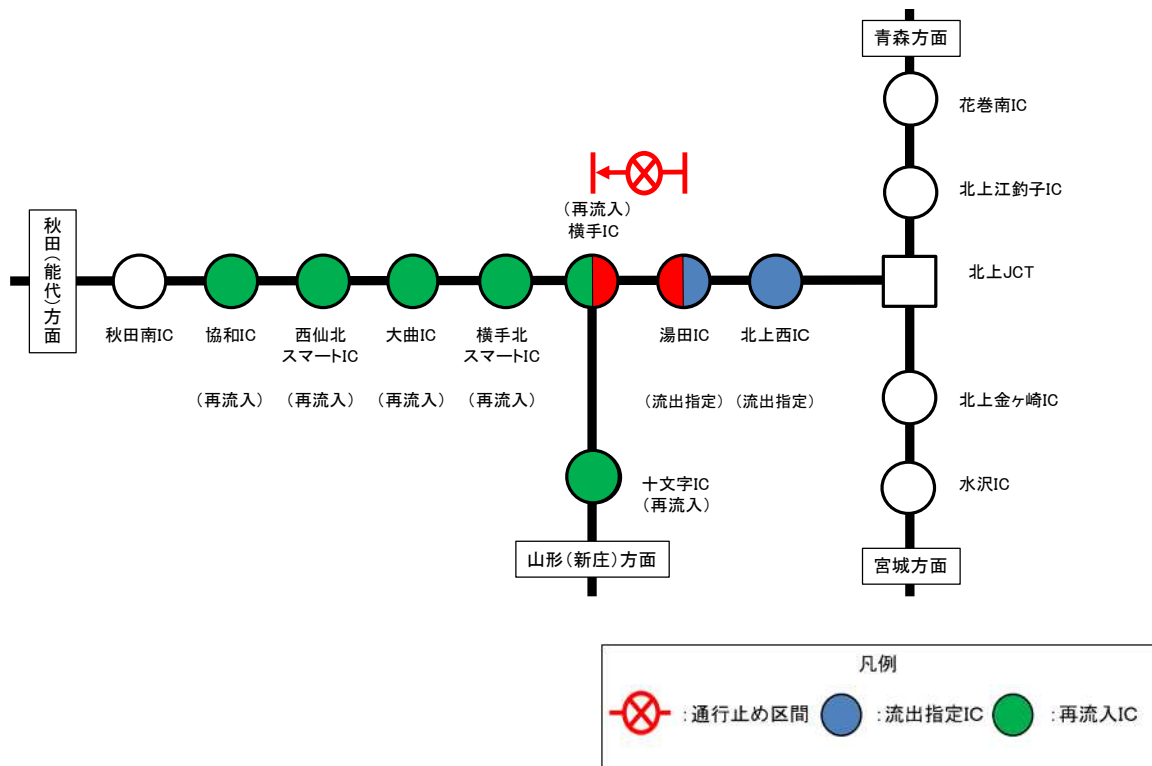 青森方面
花巻南IC
北上江釣子IC
(再流入)
横手IC
秋田(能代)方面
北上JCT
秋田南IC
協和IC
西仙北
スマートIC
大曲IC
横手北
スマートIC
湯田IC
北上西IC
(再流入)
(再流入)
(再流入)
(再流入)
(流出指定)
(流出指定)
北上金ヶ崎IC
十文字IC
(再流入)
水沢IC
山形(新庄)方面
宮城方面
凡例
:通行止め区間
:流出指定IC
:再流入IC